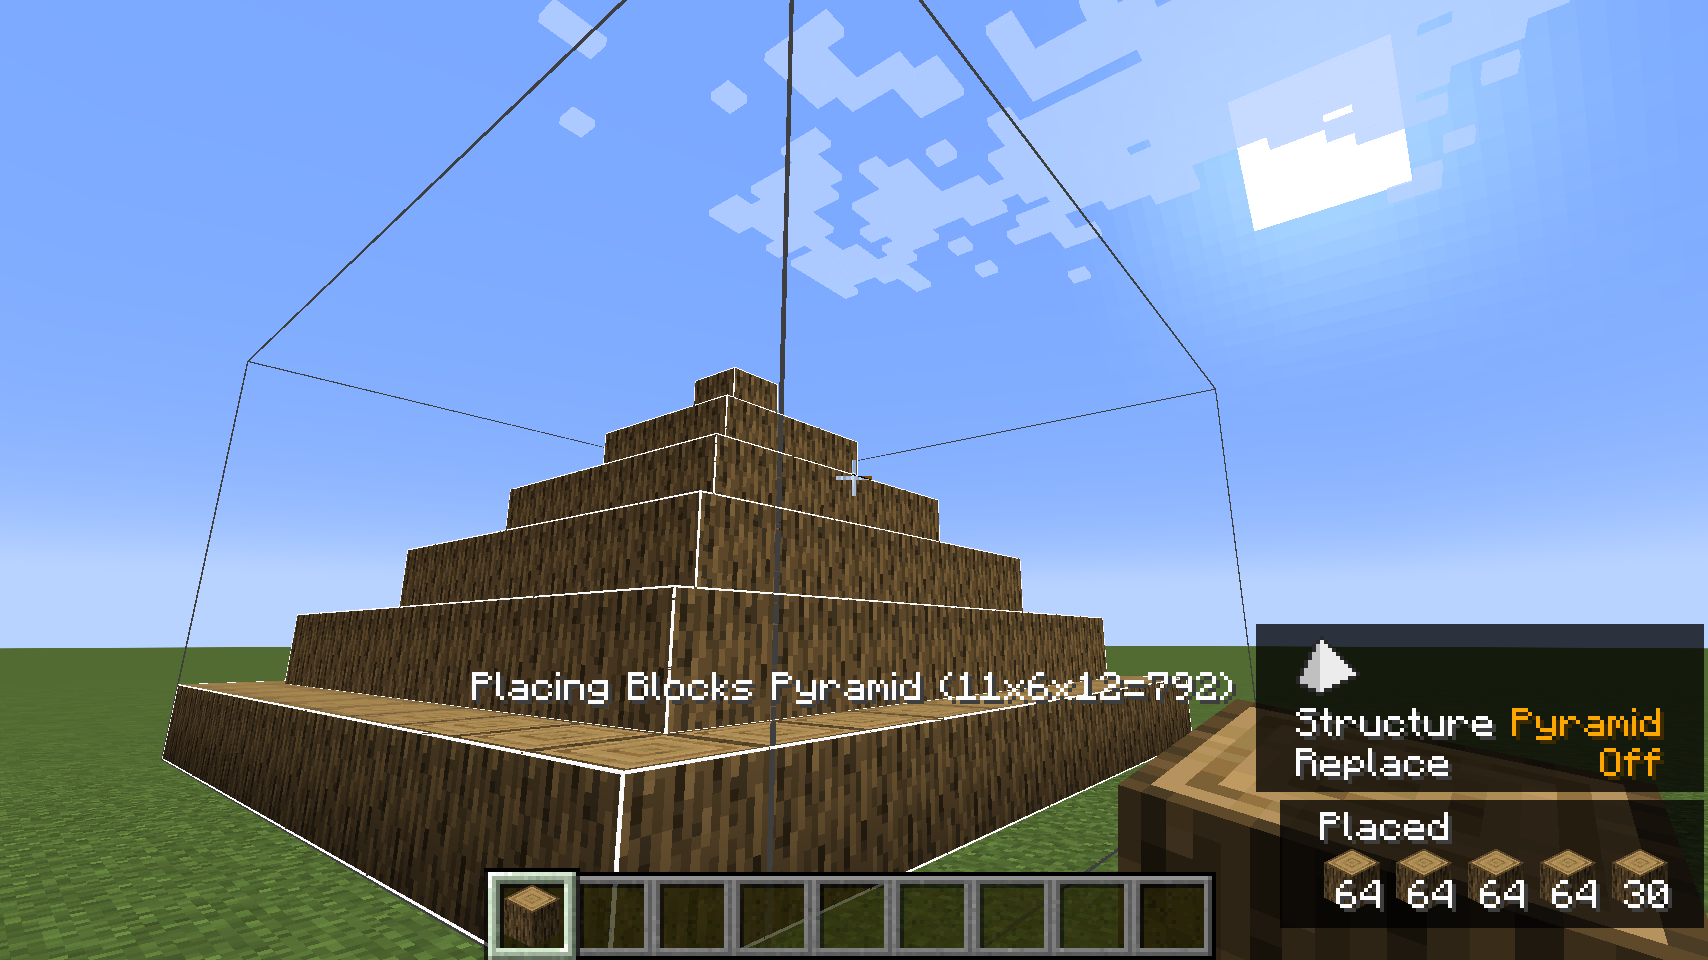 Placing Blocks Pyramid (11x6x12=792)
Structure Pyramid
Replace Off
Placed
64 64 64 64 30